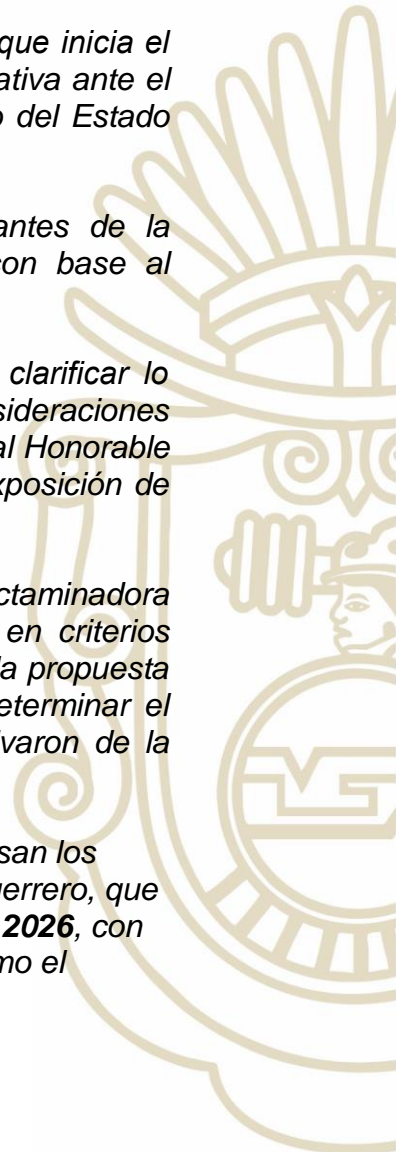 que inicia el
ativa ante el
o del Estado
antes de la
con base al
clarificar lo
sideraciones
al Honorable
xposición de
ctaminadora
en criterios
la propuesta
eterminar el
ivaron de la
san los
uerrero, que
2026, con
mo el